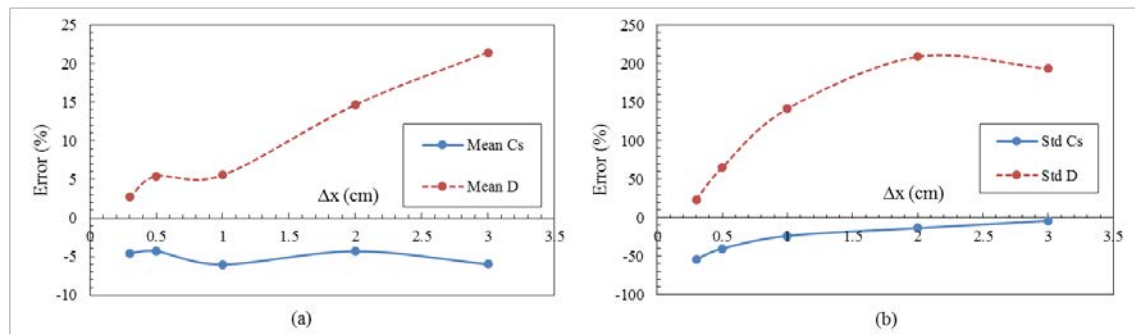 25
20
15
10
5
0
-5
-10
Error (%)
Mean Cs
Mean D
Δx (cm)
0 0.5 1 1.5 2 2.5 3 3.5
(a)
250
200
150
100
50
0
-50
-100
Error (%)
Std Cs
Std D
Δx (cm)
0 0.5 1 1.5 2 2.5 3 3.5
(b)